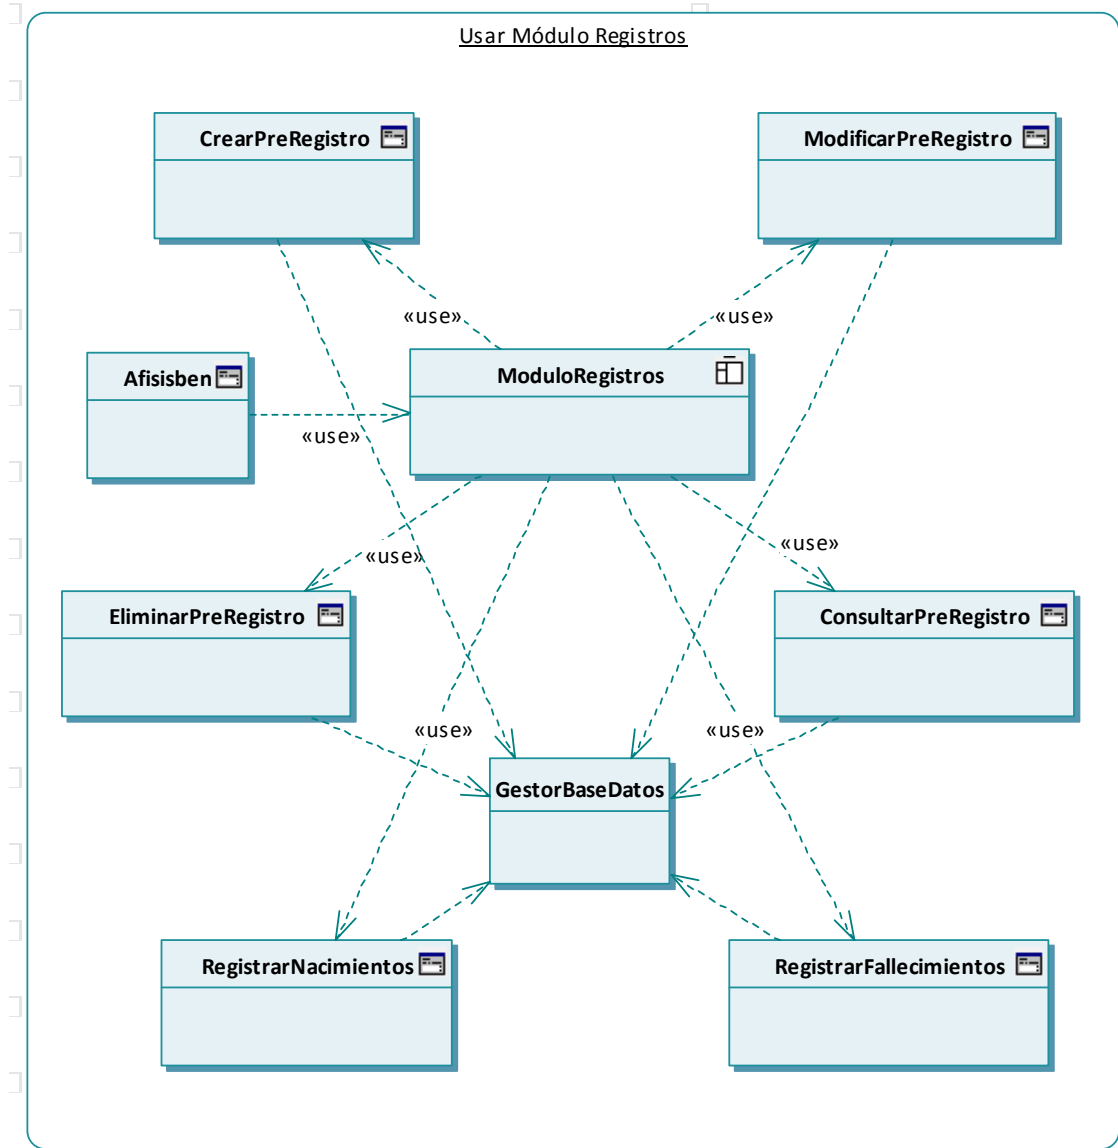 Usar Módulo Registros
CrearPreRegistro
ModificarPreRegistro
«use»
«use»
Afisisben
ModuloRegistros
«use»
«use»
«use»
EliminarPreRegistro
ConsultarPreRegistro
«use»
«use»
GestorBaseDatos
RegistrarNacimientos
RegistrarFallecimientos